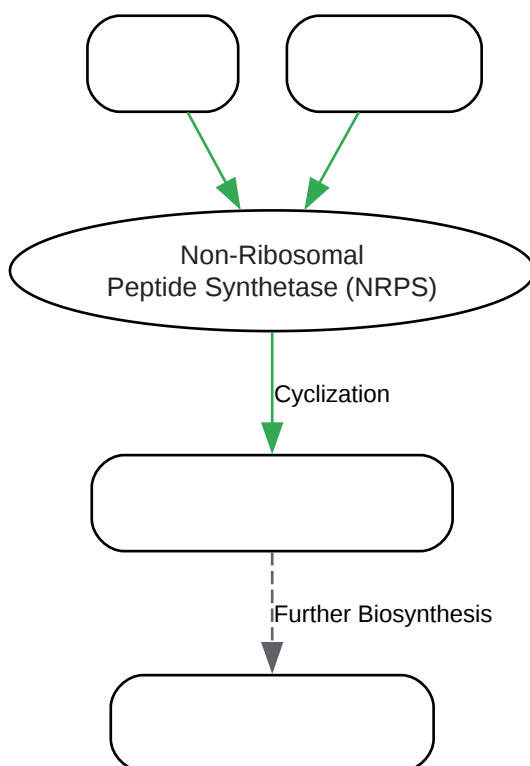 Non-Ribosomal
Peptide Synthetase (NRPS)
Cyclization
Further Biosynthesis